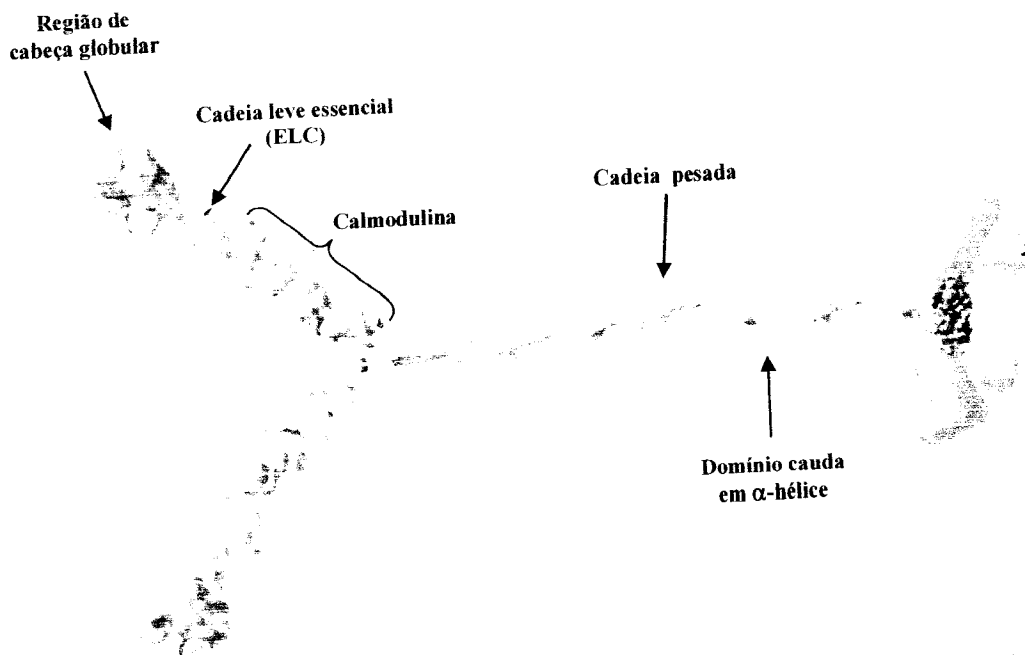 Região de
cabeça globular
Cadeia leve essencial
(ELC)
Calmodulina
Cadeia pesada
Domínio cauda
em α-hélice